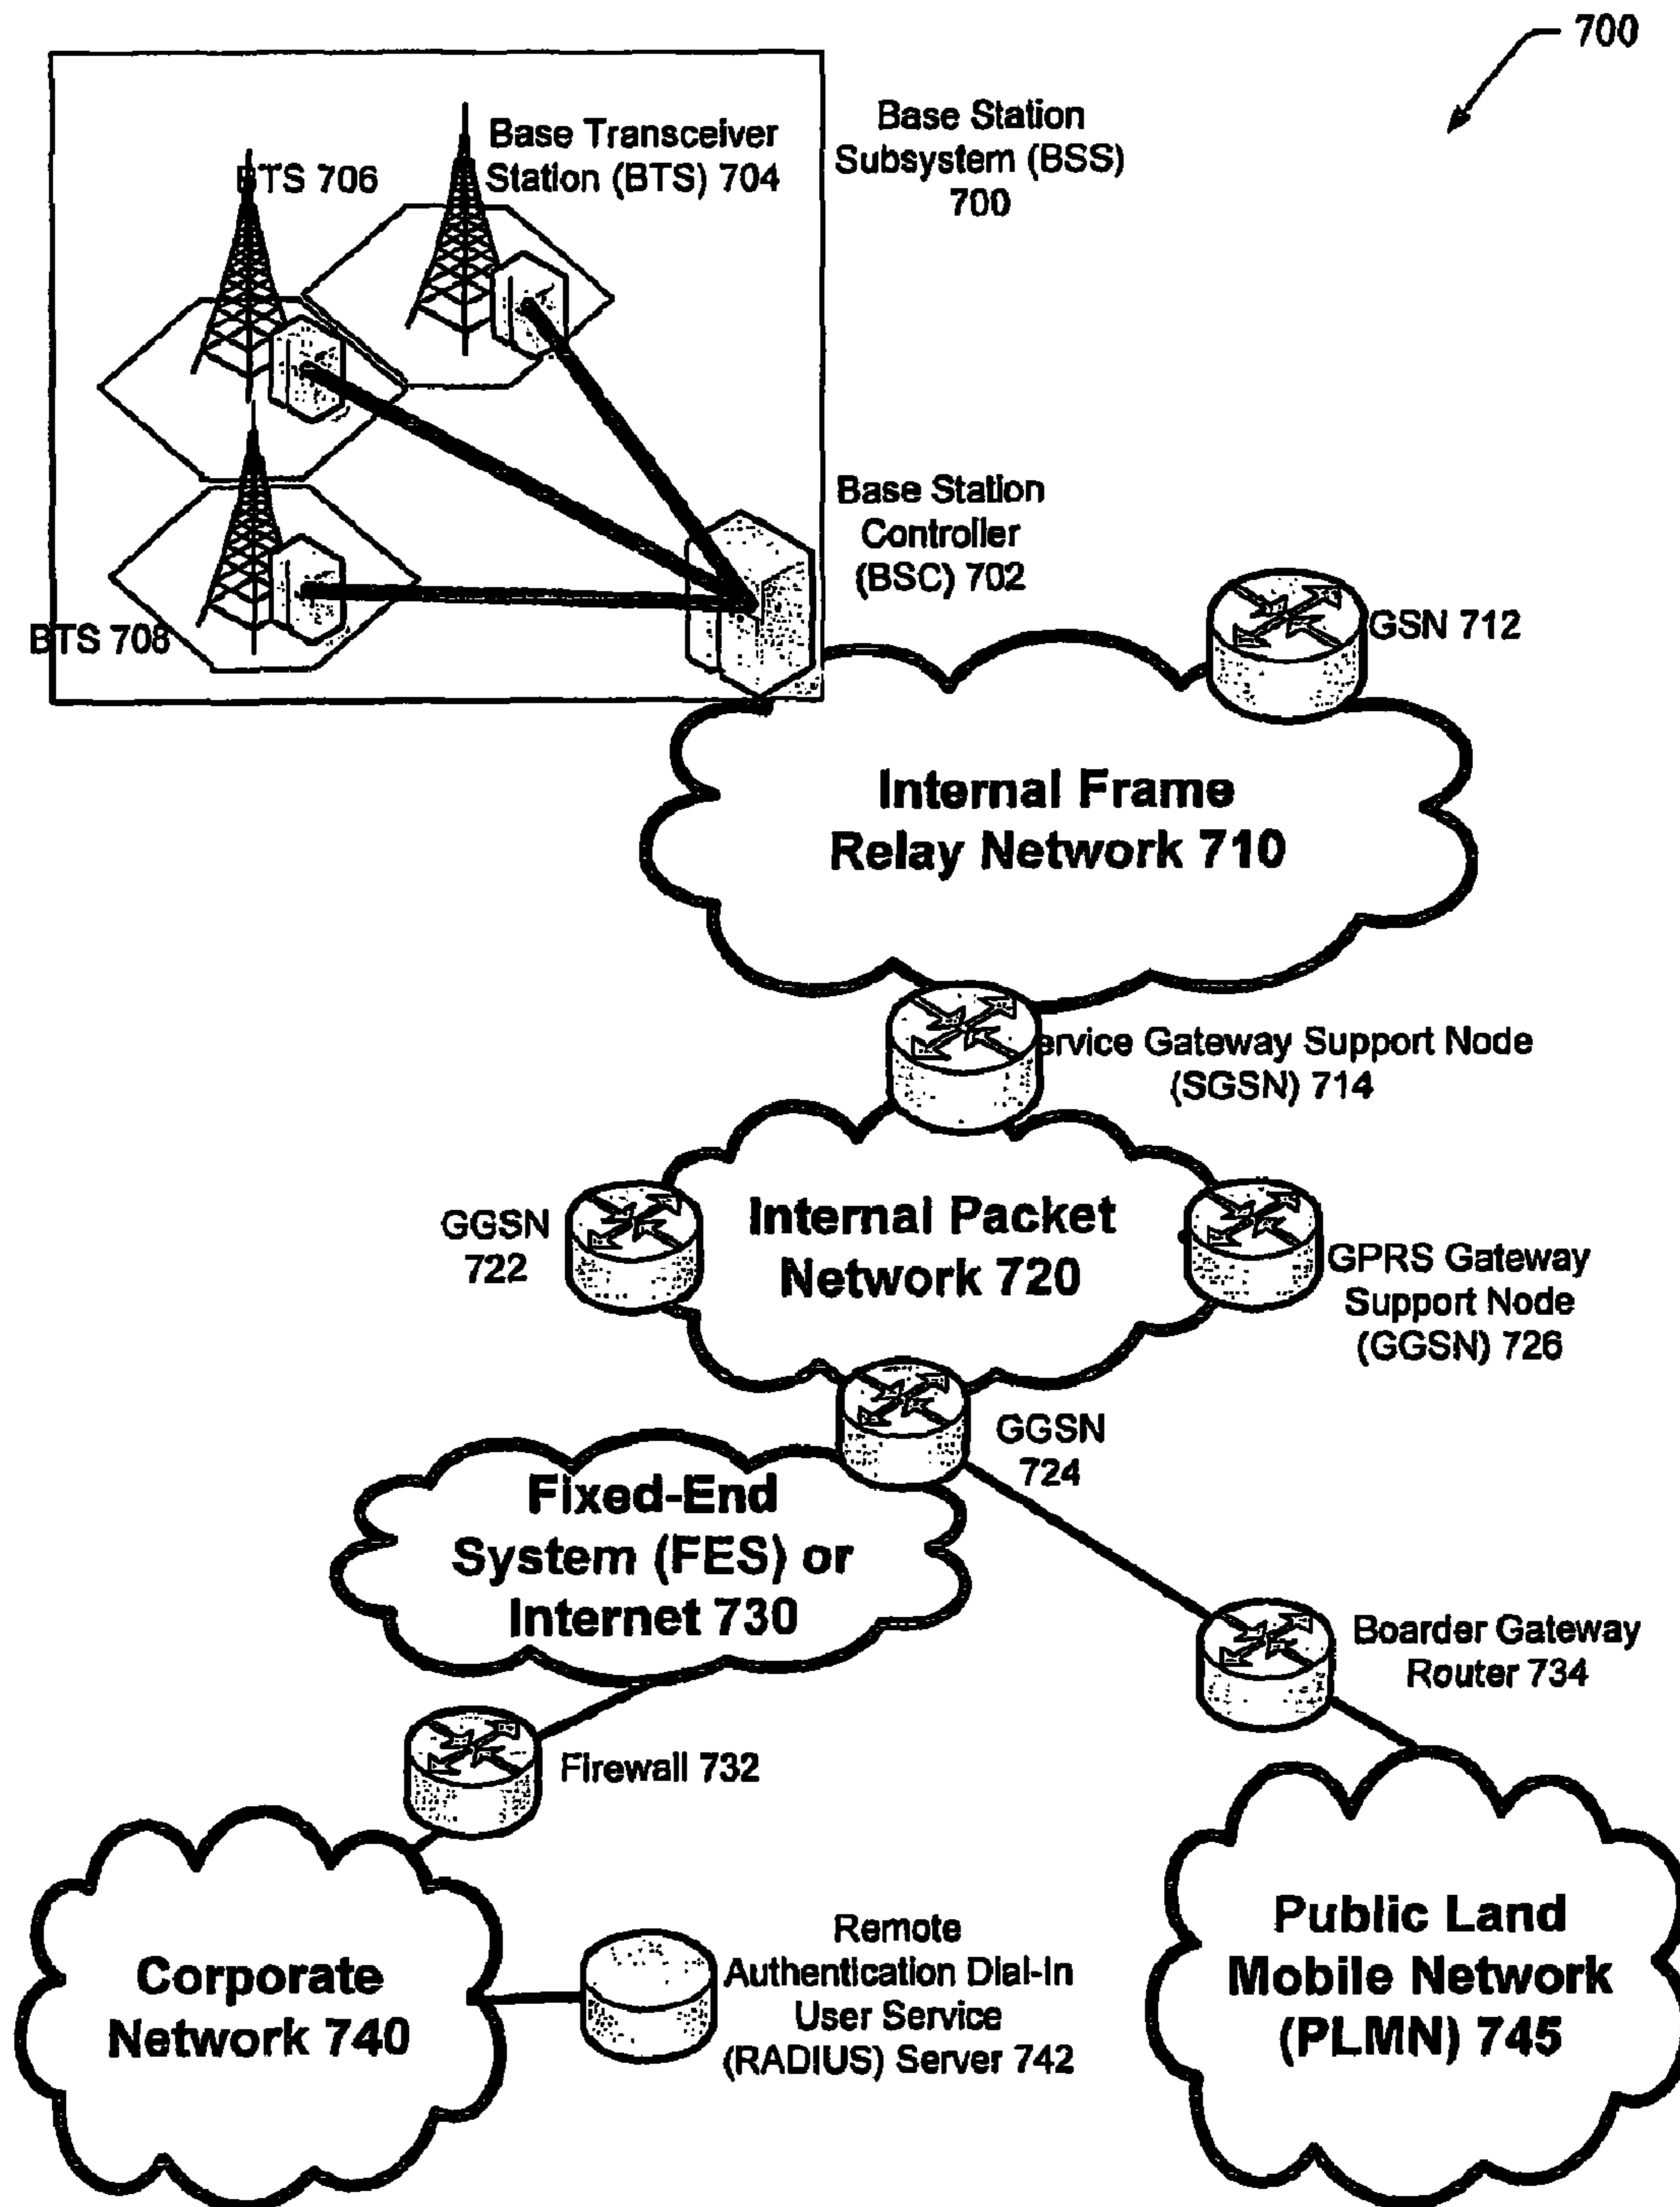 700
Base Transceiver
Station (BTS) 704
BTS 706
Base Station
Subsystem (BSS)
700
Base Station
Controller
(BSC) 702
BTS 708
GSN 712
Internal Frame
Relay Network 710
ervice Gateway Support Node
(SGSN) 714
GGSN
722
Internal Packet
Network 720
GPRS Gateway
Support Node
(GGSN) 726
GGSN
724
Fixed-End
System (FES) or
Internet 730
Boarder Gateway
Router 734
Firewall 732
Corporate
Network 740
Remote
Authentication Dial-In
User Service
(RADIUS) Server 742
Public Land
Mobile Network
(PLMN) 745